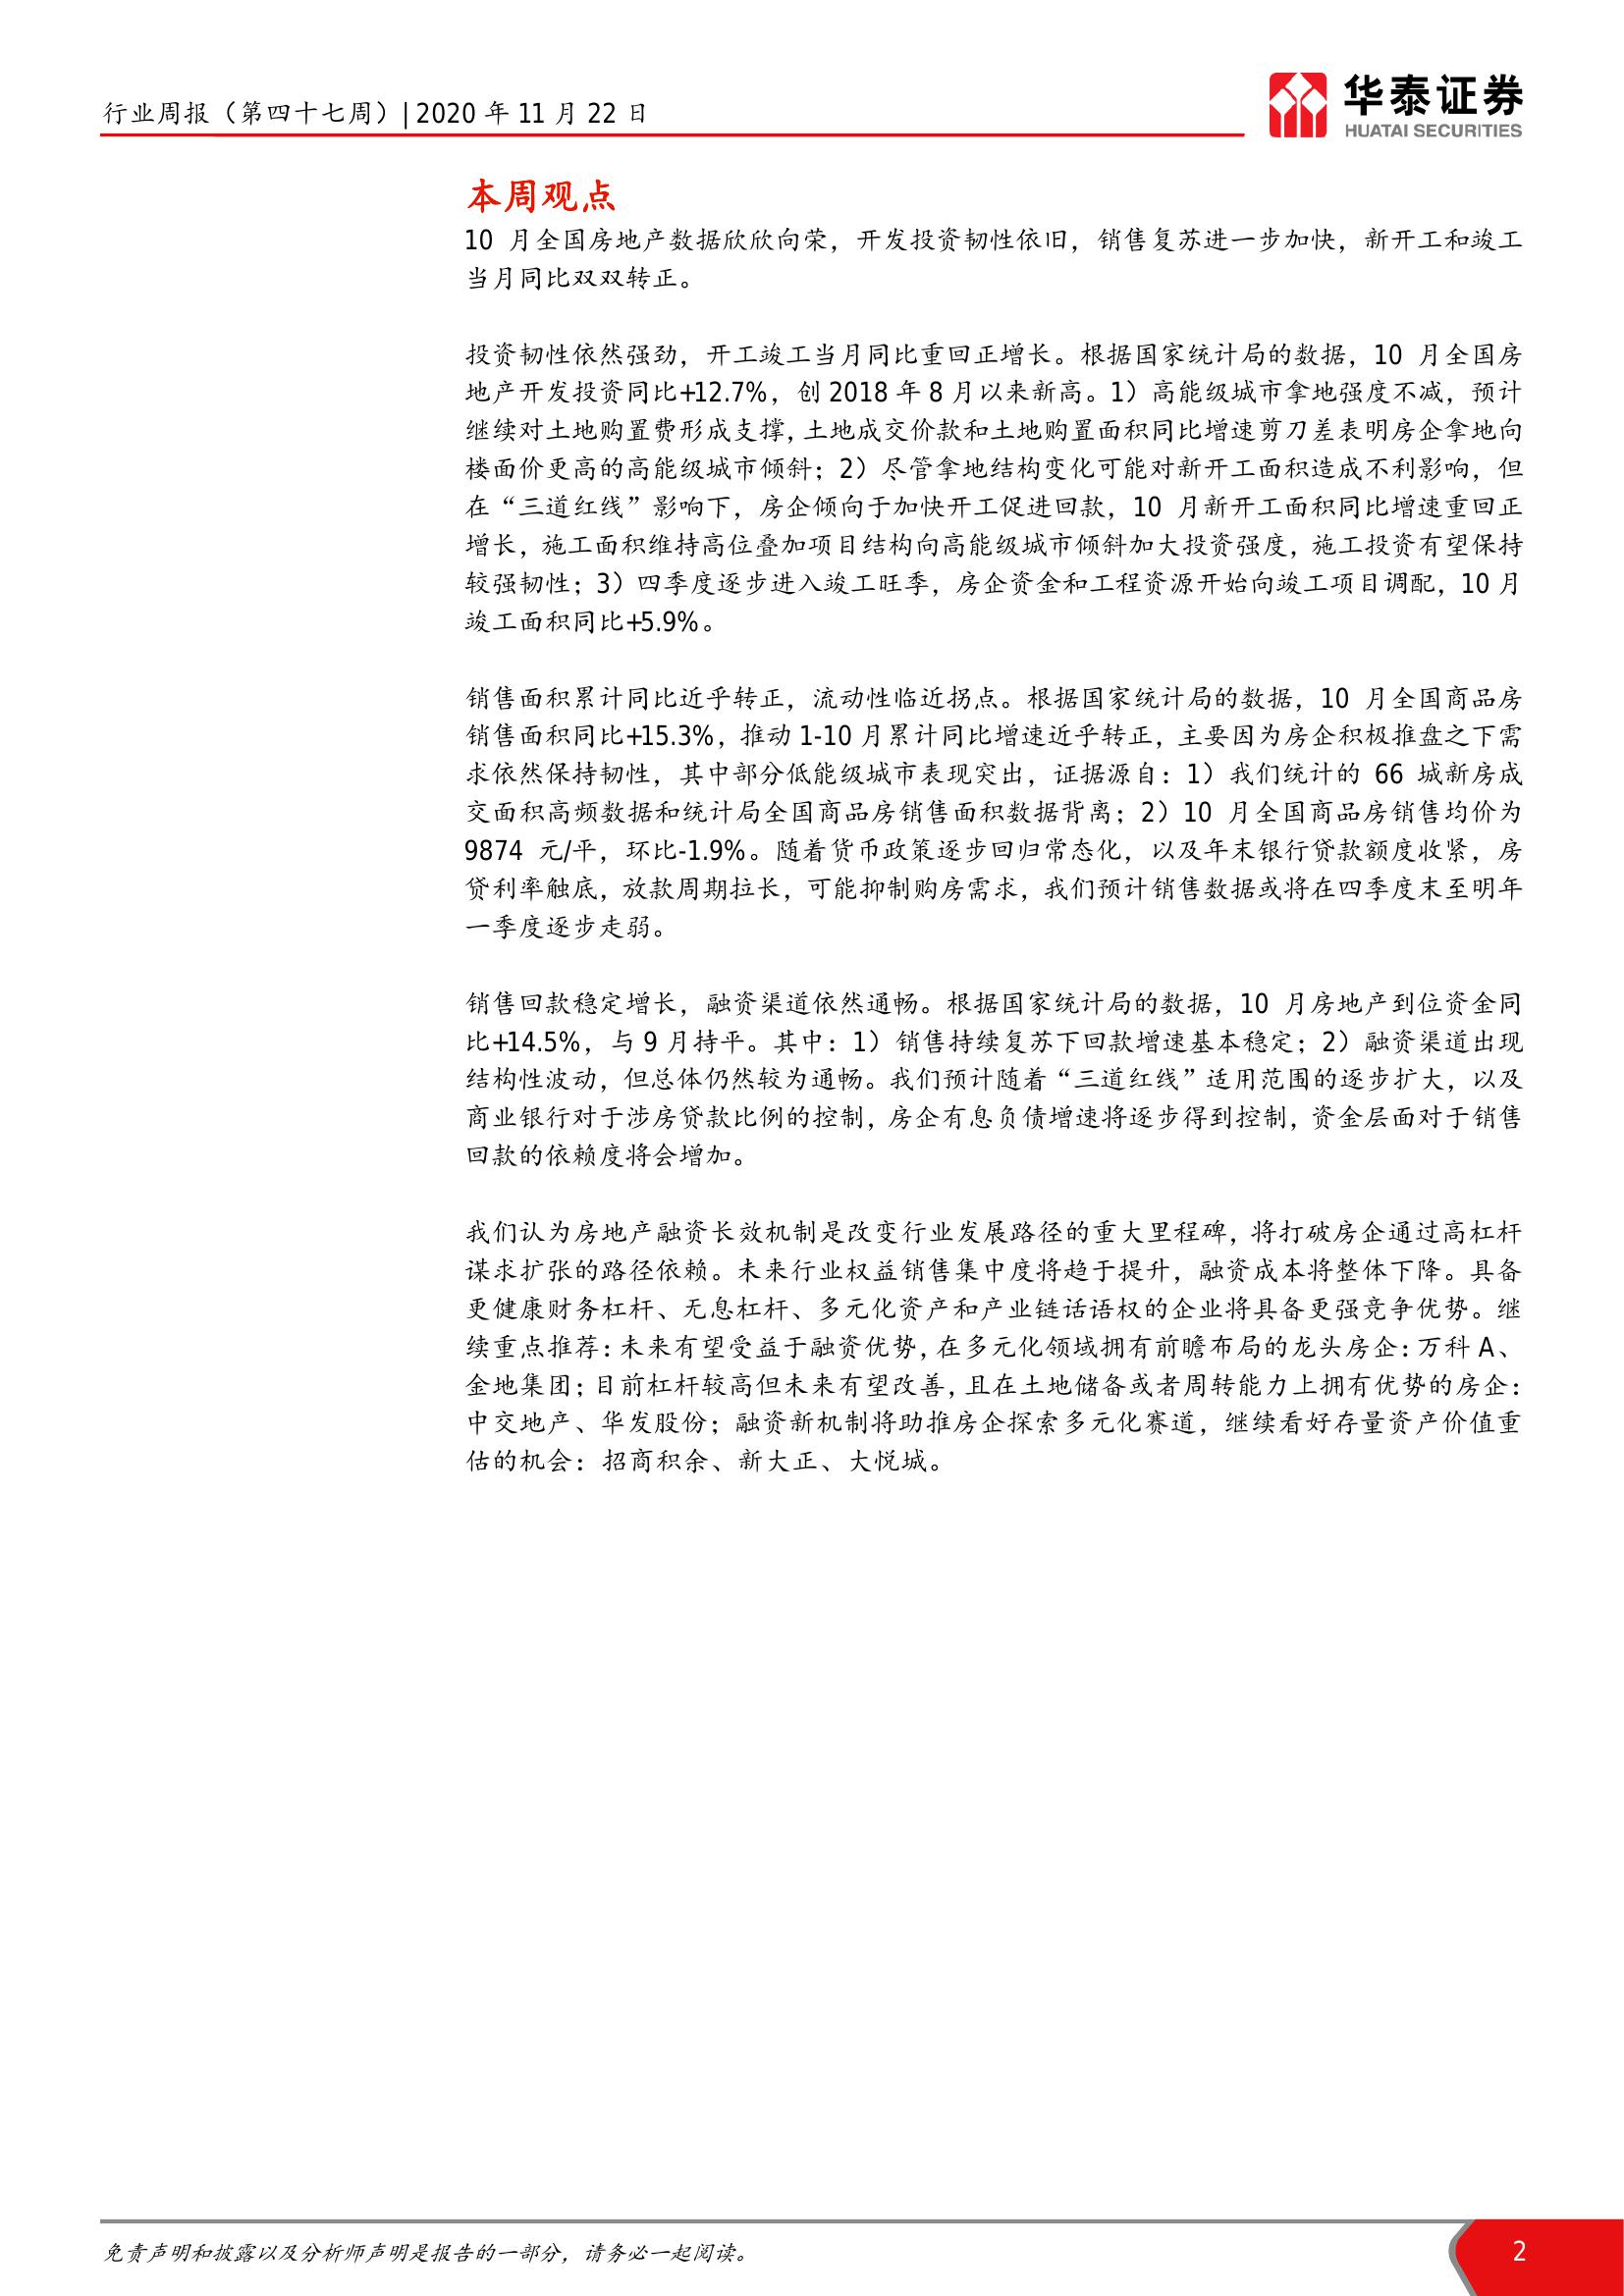 行业周报（第四十七周）| 2020 年 11 月 22 日
华泰证券
HUATAI SECURITIES
本周观点
10 月全国房地产数据欣欣向荣，开发投资韧性依旧，销售复苏进一步加快，新开工和竣工
当月同比双双转正。
投资韧性依然强劲，开工竣工当月同比重回正增长。根据国家统计局的数据，10 月全国房
地产开发投资同比+12.7%，创 2018 年 8 月以来新高。1）高能级城市拿地强度不减，预计
继续对土地购置费形成支撑，土地成交价款和土地购置面积同比增速剪刀差表明房企拿地向
楼面价更高的高能级城市倾斜；2）尽管拿地结构变化可能对新开工面积造成不利影响，但
在“三道红线”影响下，房企倾向于加快开工促进回款，10 月新开工面积同比增速重回正
增长，施工面积维持高位叠加项目结构向高能级城市倾斜加大投资强度，施工投资有望保持
较强韧性；3）四季度逐步进入竣工旺季，房企资金和工程资源开始向竣工项目调配，10 月
竣工面积同比+5.9%。
销售面积累计同比近乎转正，流动性临近拐点。根据国家统计局的数据，10 月全国商品房
销售面积同比+15.3%，推动 1-10 月累计同比增速近乎转正，主要因为房企积极推盘之下需
求依然保持韧性，其中部分低能级城市表现突出，证据源自：1）我们统计的 66 城新房成
交面积高频数据和统计局全国商品房销售面积数据背离；2）10 月全国商品房销售均价为
9874 元/平，环比-1.9%。随着货币政策逐步回归常态化，以及年末银行贷款额度收紧，房
贷利率触底，放款周期拉长，可能抑制购房需求，我们预计销售数据或将在四季度末至明年
一季度逐步走弱。
销售回款稳定增长，融资渠道依然通畅。根据国家统计局的数据，10 月房地产到位资金同
比+14.5%，与 9 月持平。其中：1）销售持续复苏下回款增速基本稳定；2）融资渠道出现
结构性波动，但总体仍然较为通畅。我们预计随着“三道红线”适用范围的逐步扩大，以及
商业银行对于涉房贷款比例的控制，房企有息负债增速将逐步得到控制，资金层面对于销售
回款的依赖度将会增加。
我们认为房地产融资长效机制是改变行业发展路径的重大里程碑，将打破房企通过高杠杆
谋求扩张的路径依赖。未来行业权益销售集中度将趋于提升，融资成本将整体下降。具备
更健康财务杠杆、无息杠杆、多元化资产和产业链话语权的企业将具备更强竞争优势。继
续重点推荐：未来有望受益于融资优势，在多元化领域拥有前瞻布局的龙头房企：万科 A、
金地集团；目前杠杆较高但未来有望改善，且在土地储备或者周转能力上拥有优势的房企：
中交地产、华发股份；融资新机制将助推房企探索多元化赛道，继续看好存量资产价值重
估的机会：招商积余、新大正、大悦城。
免责声明和披露以及分析师声明是报告的一部分，请务必一起阅读。
2